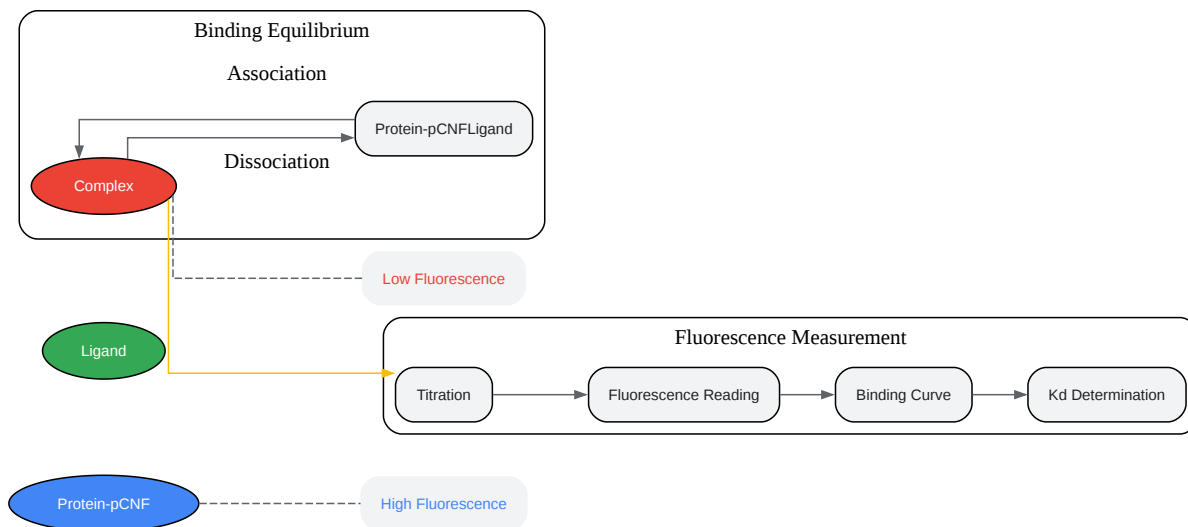 Binding Equilibrium
Association
Protein-pCNFLigand
Dissociation
Complex
Low Fluorescence
Ligand
Fluorescence Measurement
Titration
Fluorescence Reading
Binding Curve
Kd Determination
Protein-pCNF
High Fluorescence